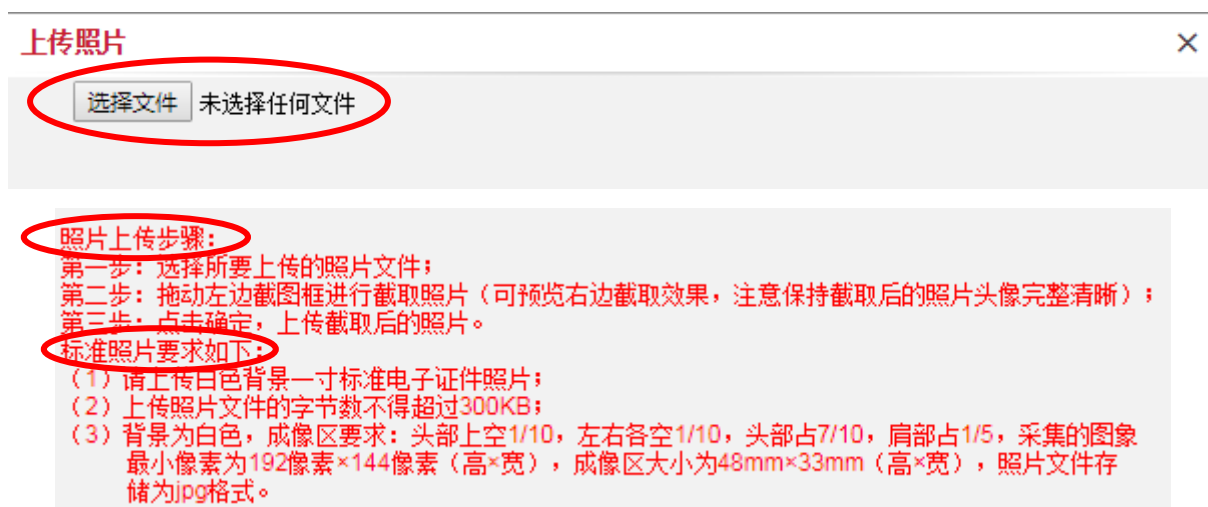 上传照片 ×
选择文件 未选择任何文件
照片上传步骤：
第一步：选择所要上传的照片文件；
第二步：拖动左边截图框进行截取照片（可预览右边截取效果，注意保持截取后的照片头像完整清晰）；
第三步：点击确定，上传截取后的照片。
标准照片要求如下：
（1）请上传白色背景一寸标准电子证件照片；
（2）上传照片文件的字节数不得超过300KB；
（3）背景为白色，成像区要求：头部上空1/10，左右各空1/10，头部占7/10，肩部占1/5，采集的图象
最小像素为192像素×144像素（高×宽），成像区大小为48mm×33mm（高×宽），照片文件存
储为jpg格式。